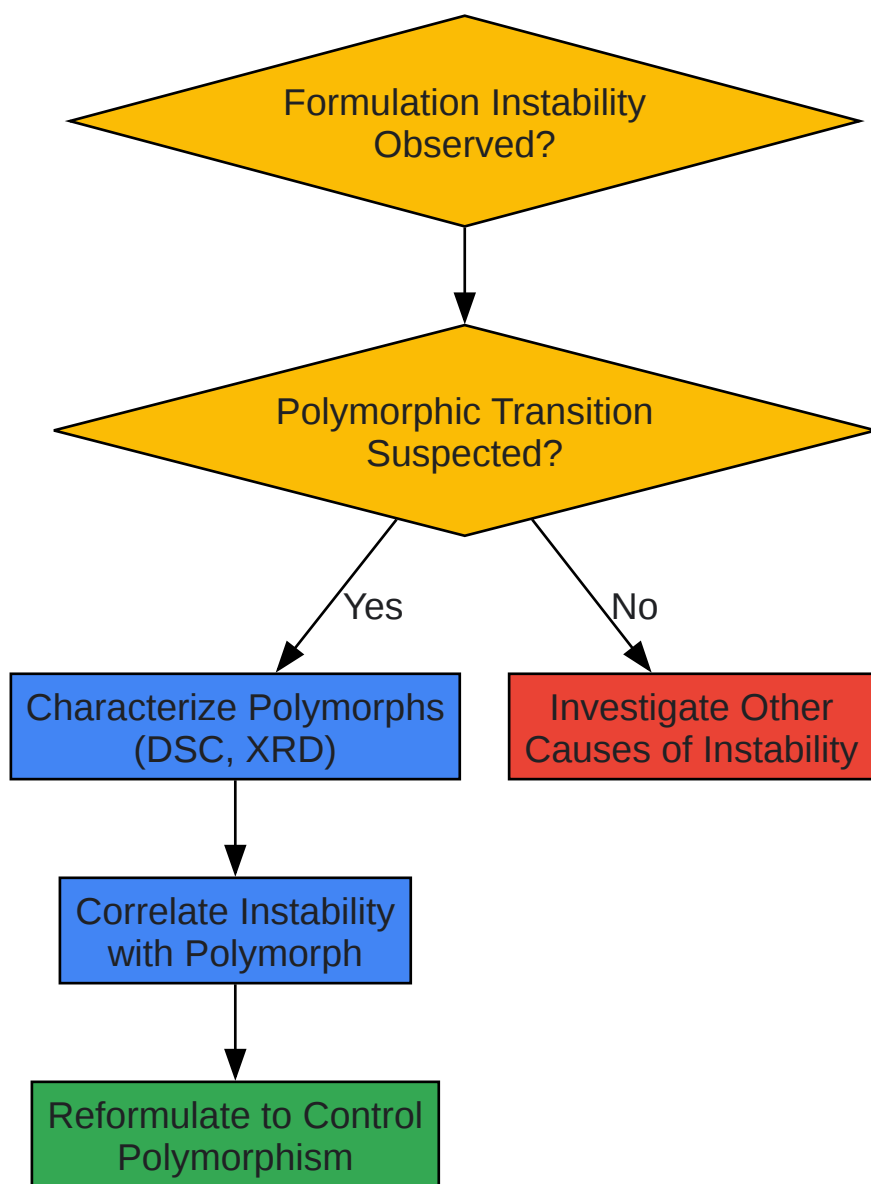 Formulation Instability
Observed?
Polymorphic Transition
Suspected?
Yes
No
Characterize Polymorphs
(DSC, XRD)
Investigate Other
Causes of Instability
Correlate Instability
with Polymorph
Reformulate to Control
Polymorphism